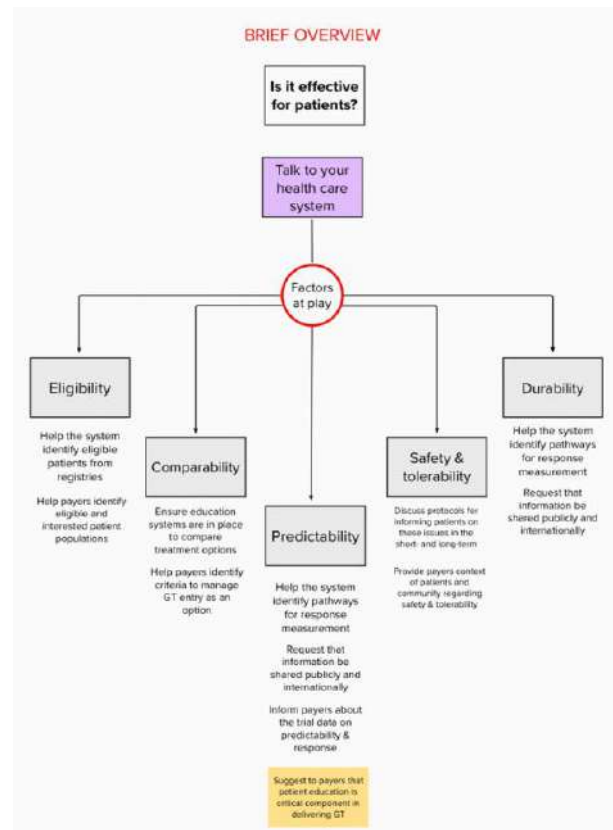 BRIEF OVERVIEW
Is it effective
for patients?
Talk to your
health care
system
Factors
at play
Eligibility
Help the system
identify eligible
patients from
registries
Help payers identify
eligible and
interested patient
populations
Comparability
Ensure education
systems are in place
to compare
treatment options
Help payers identify
criteria to manage
GT entry as an
option
Predictability
Help the system
identify pathways
for response
measurement
Request that
information be
shared publicly and
internationally
Inform payers about
the trial data on
predictability &
response
Suggest to payers that
patient education is
critical component in
delivering GT
Safety &
tolerability
Discuss protocols for
informing patients on
these issues in the
short- and long-term
Provide payers context
of patients and
community regarding
safety & tolerability
Durability
Help the system
identify pathways
for response
measurement
Request that
information be
shared publicly and
internationally